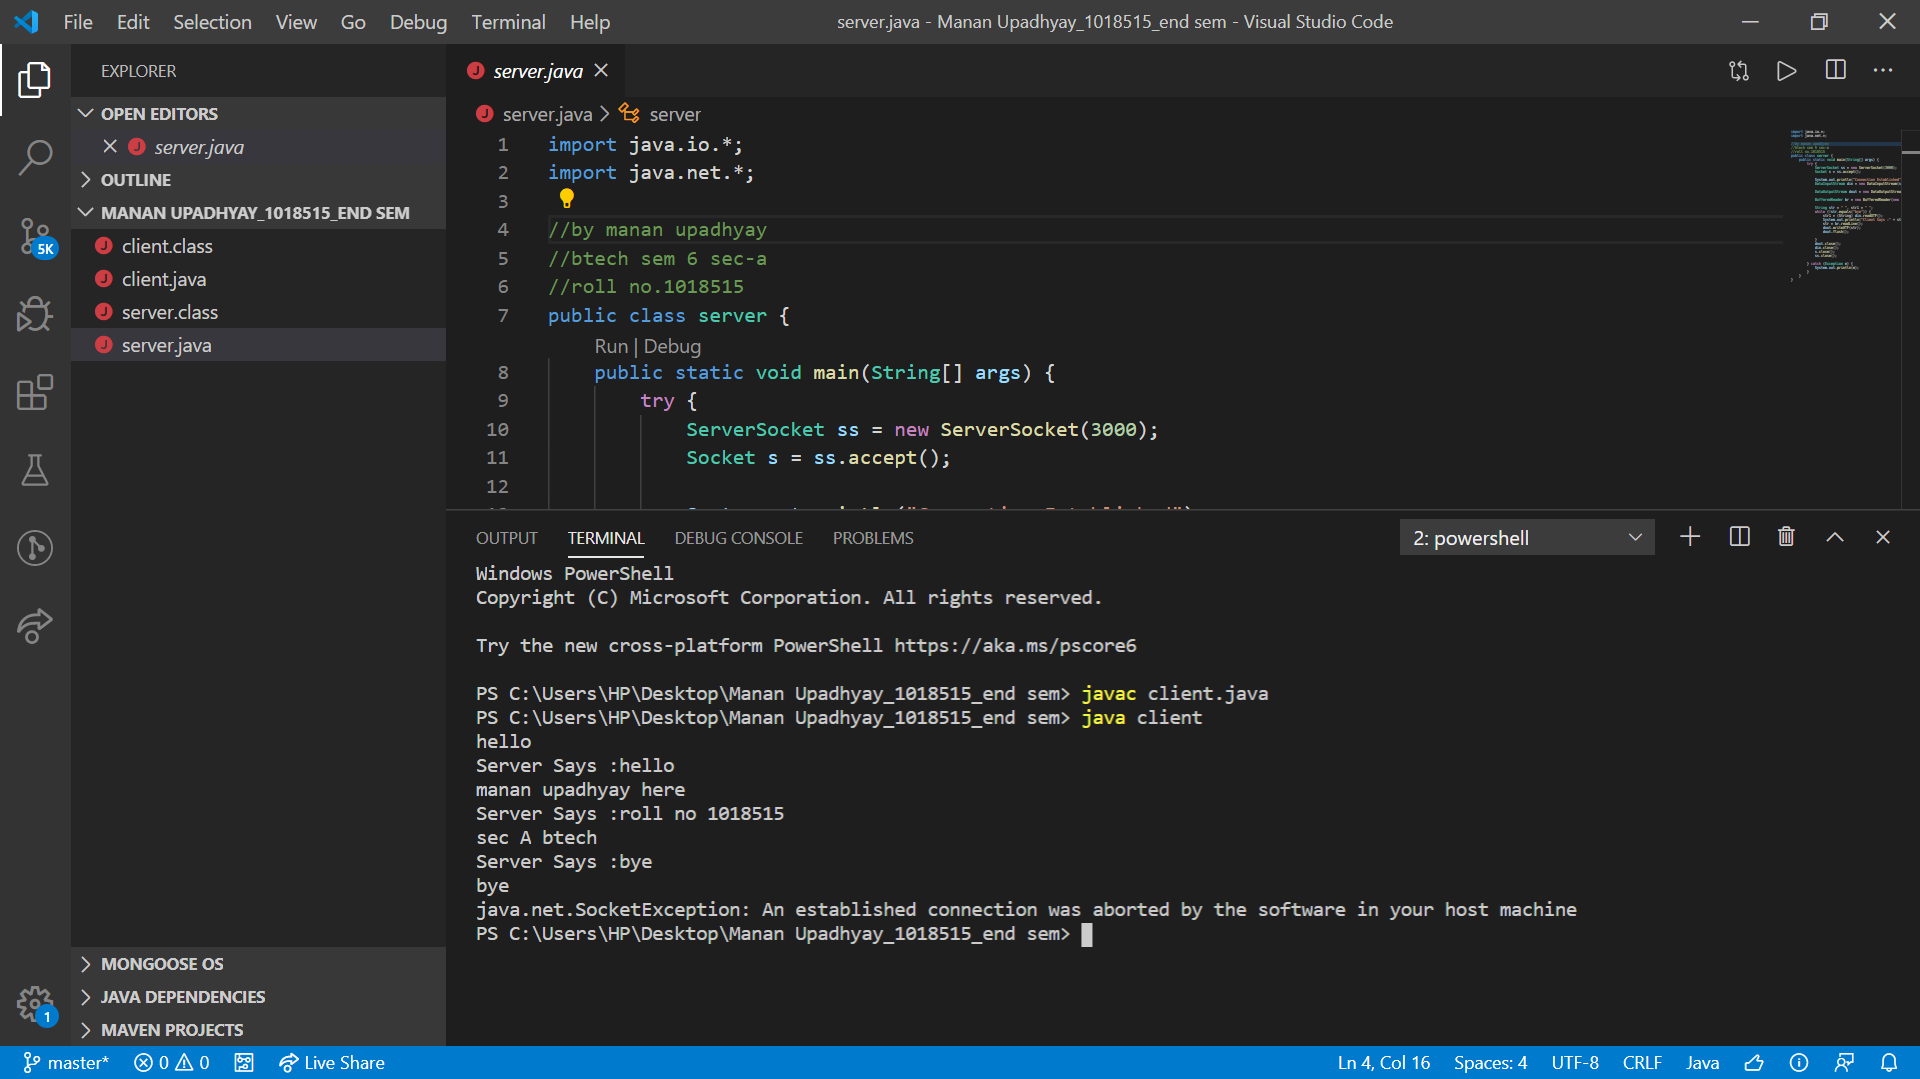 File Edit Selection View Go Debug Terminal Help
server.java - Manan Upadhyay_1018515_end sem - Visual Studio Code
EXPLORER
OPEN EDITORS
server.java
OUTLINE
MANAN UPADHYAY_1018515_END SEM
client.class
client.java
server.class
server.java
MONGOOSE OS
JAVA DEPENDENCIES
MAVEN PROJECTS
5K
1
server.java
server.java > server
1 import java.io.*;
2 import java.net.*;
3
4 //by manan upadhyay
5 //btech sem 6 sec-a
6 //roll no.1018515
7 public class server {
Run | Debug
8 public static void main(String[] args) {
9 try {
10 ServerSocket ss = new ServerSocket(3000);
11 Socket s = ss.accept();
12
OUTPUT TERMINAL DEBUG CONSOLE PROBLEMS
2: powershell
Windows PowerShell
Copyright (C) Microsoft Corporation. All rights reserved.
Try the new cross-platform PowerShell https://aka.ms/pscore6
PS C:\Users\HP\Desktop\Manan Upadhyay_1018515_end sem> javac client.java
PS C:\Users\HP\Desktop\Manan Upadhyay_1018515_end sem> java client
hello
Server Says :hello
manan upadhyay here
Server Says :roll no 1018515
sec A btech
Server Says :bye
bye
java.net.SocketException: An established connection was aborted by the software in your host machine
PS C:\Users\HP\Desktop\Manan Upadhyay_1018515_end sem>
master* 0 0 Live Share
Ln 4, Col 16 Spaces: 4 UTF-8 CRLF Java